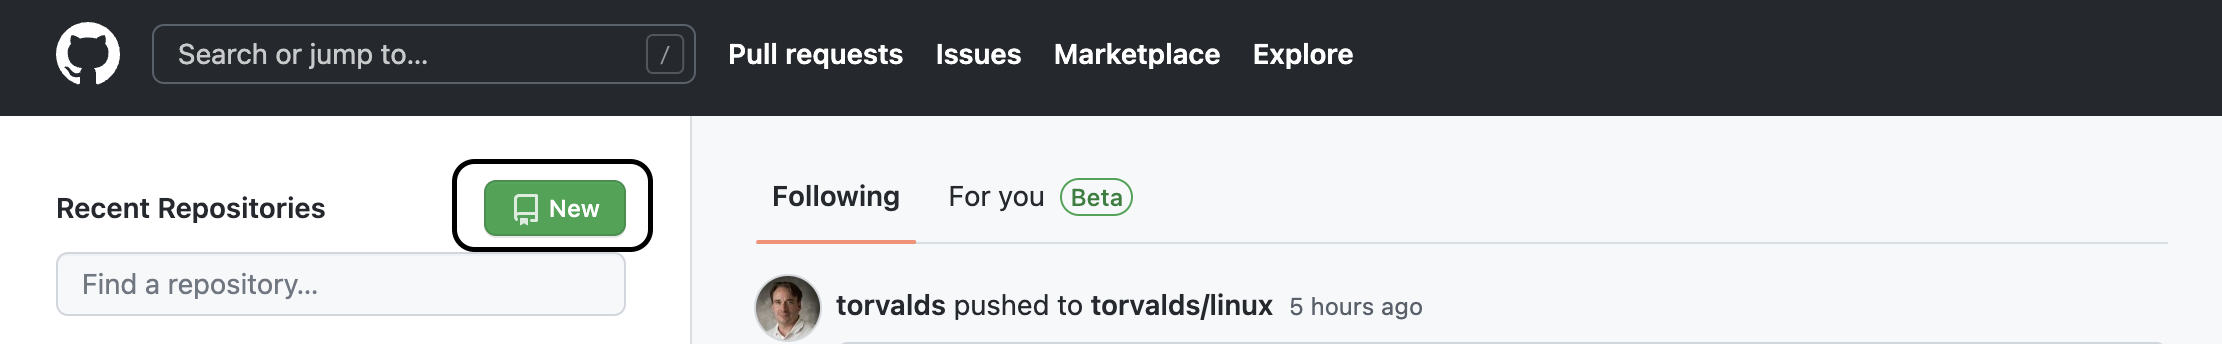 Search or jump to...
/
Pull requests
Issues
Marketplace
Explore
Recent Repositories
New
Find a repository...
Following
For you
Beta
torvalds pushed to torvalds/linux 5 hours ago